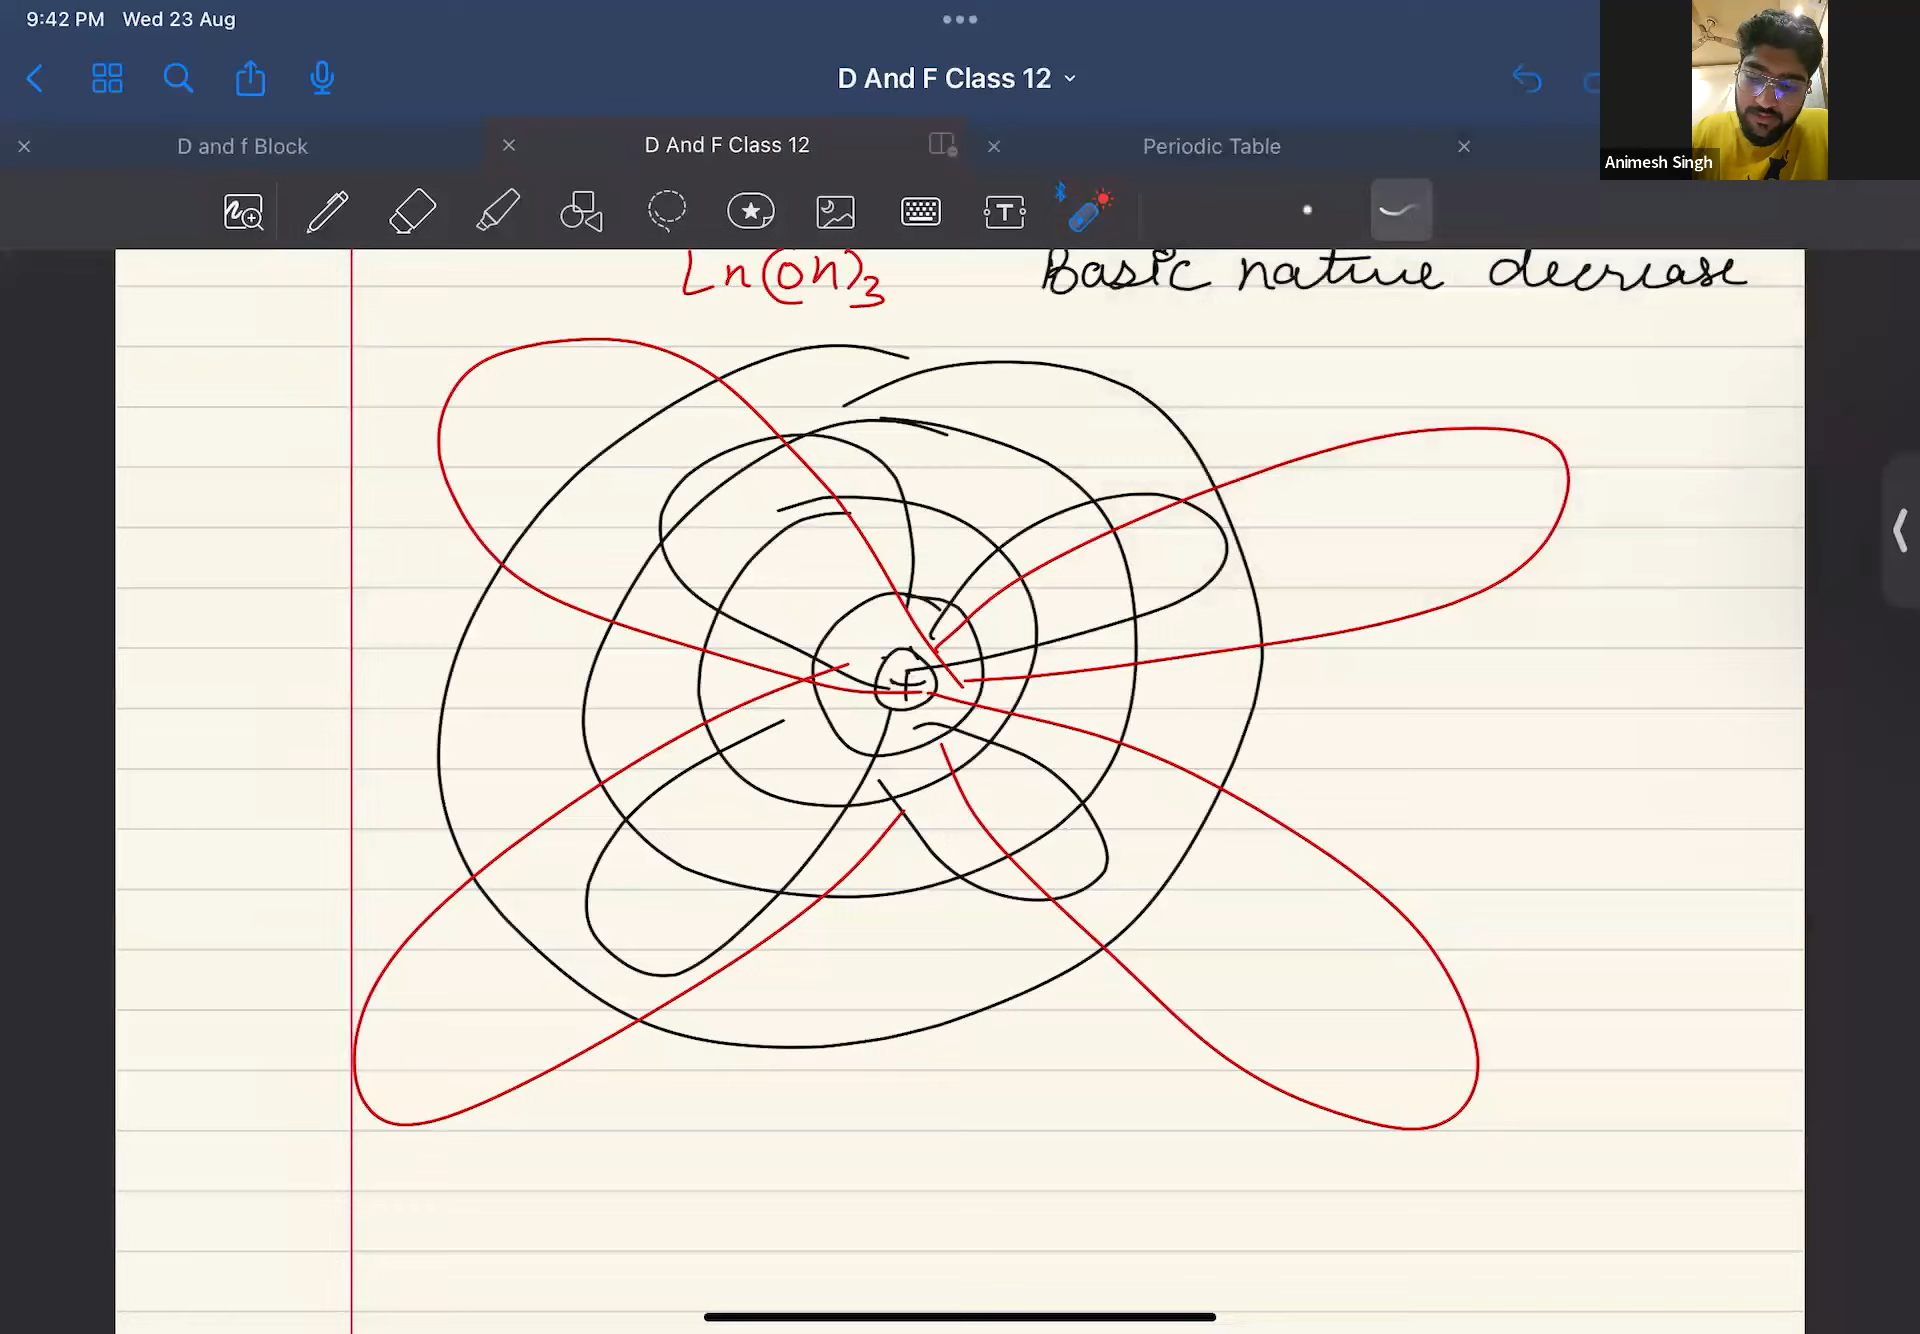 9:42 PM Wed 23 Aug
D And F Class 12
D and f Block
D And F Class 12
Periodic Table
Animesh Singh
T
Ln(OH)3 Basic nature decrease
+